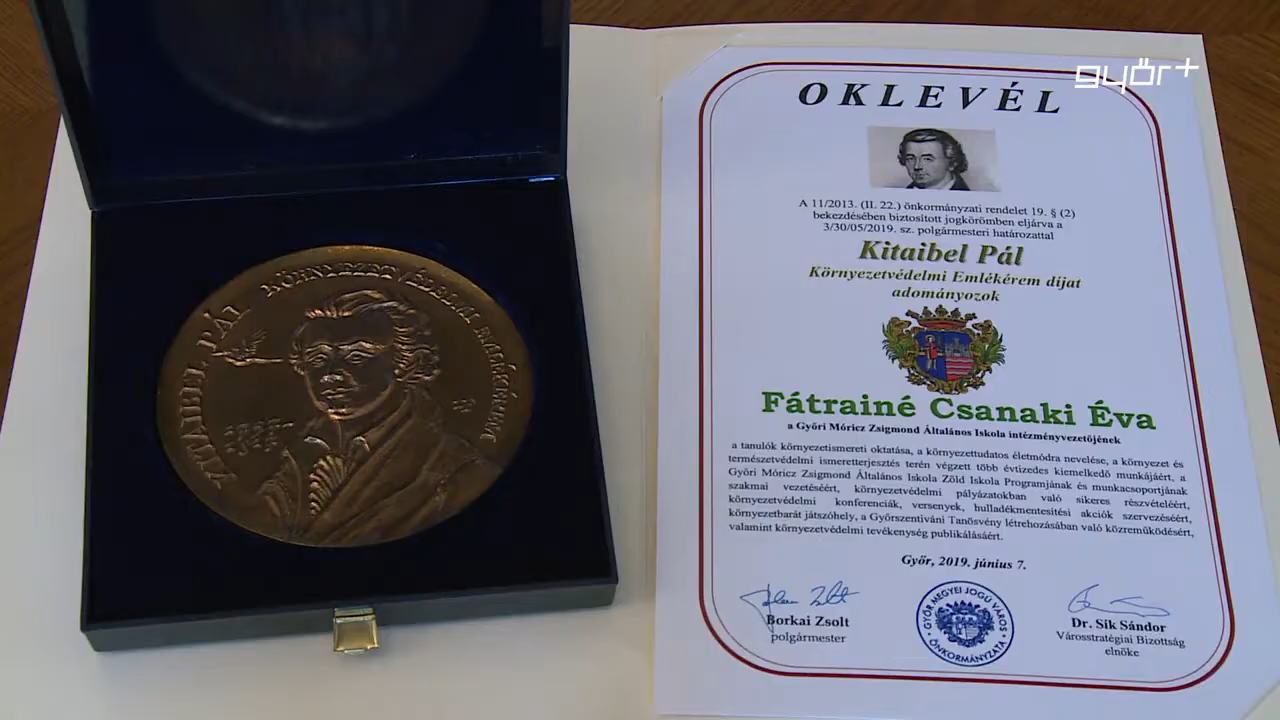 győr+
KITAIBEL PÁL KÖRNYEZETVÉDELMI EMLÉKÉREM
OKLEVÉL
A 11/2013. (II. 22.) önkormányzati rendelet 19. § (2)
bekezdésében biztosított jogkörömben eljárva a
3/30/05/2019. sz. polgármesteri határozattal
Kitaibel Pál
Környezetvédelmi Emlékérem díjat
adományozok
Fátrainé Csanaki Éva
a Győri Móricz Zsigmond Általános Iskola intézményvezetőjének
a tanulók környezetismereti oktatása, a környezettudatos életmódra nevelése, a környezet és
természetvédelmi ismeretterjesztés terén végzett több évtizedes kiemelkedő munkájáért, a
Győri Móricz Zsigmond Általános Iskola Zöld Iskola Programjának és munkacsoportjának
szakmai vezetéséért, környezetvédelmi pályázatokban való sikeres részvételéért,
környezetvédelmi konferenciák, versenyek, hulladékmentesítési akciók szervezéséért,
környezetbarát játszóhely, a Győrszentiváni Tanösvény létrehozásában való közreműködésért,
valamint környezetvédelmi tevékenység publikálásáért.
Győr, 2019. június 7.
Borkai Zsolt
polgármester
GYŐR MEGYEI JOGÚ VÁROS
ÖNKORMÁNYZATA
Dr. Sík Sándor
Városstratégiai Bizottság
elnöke